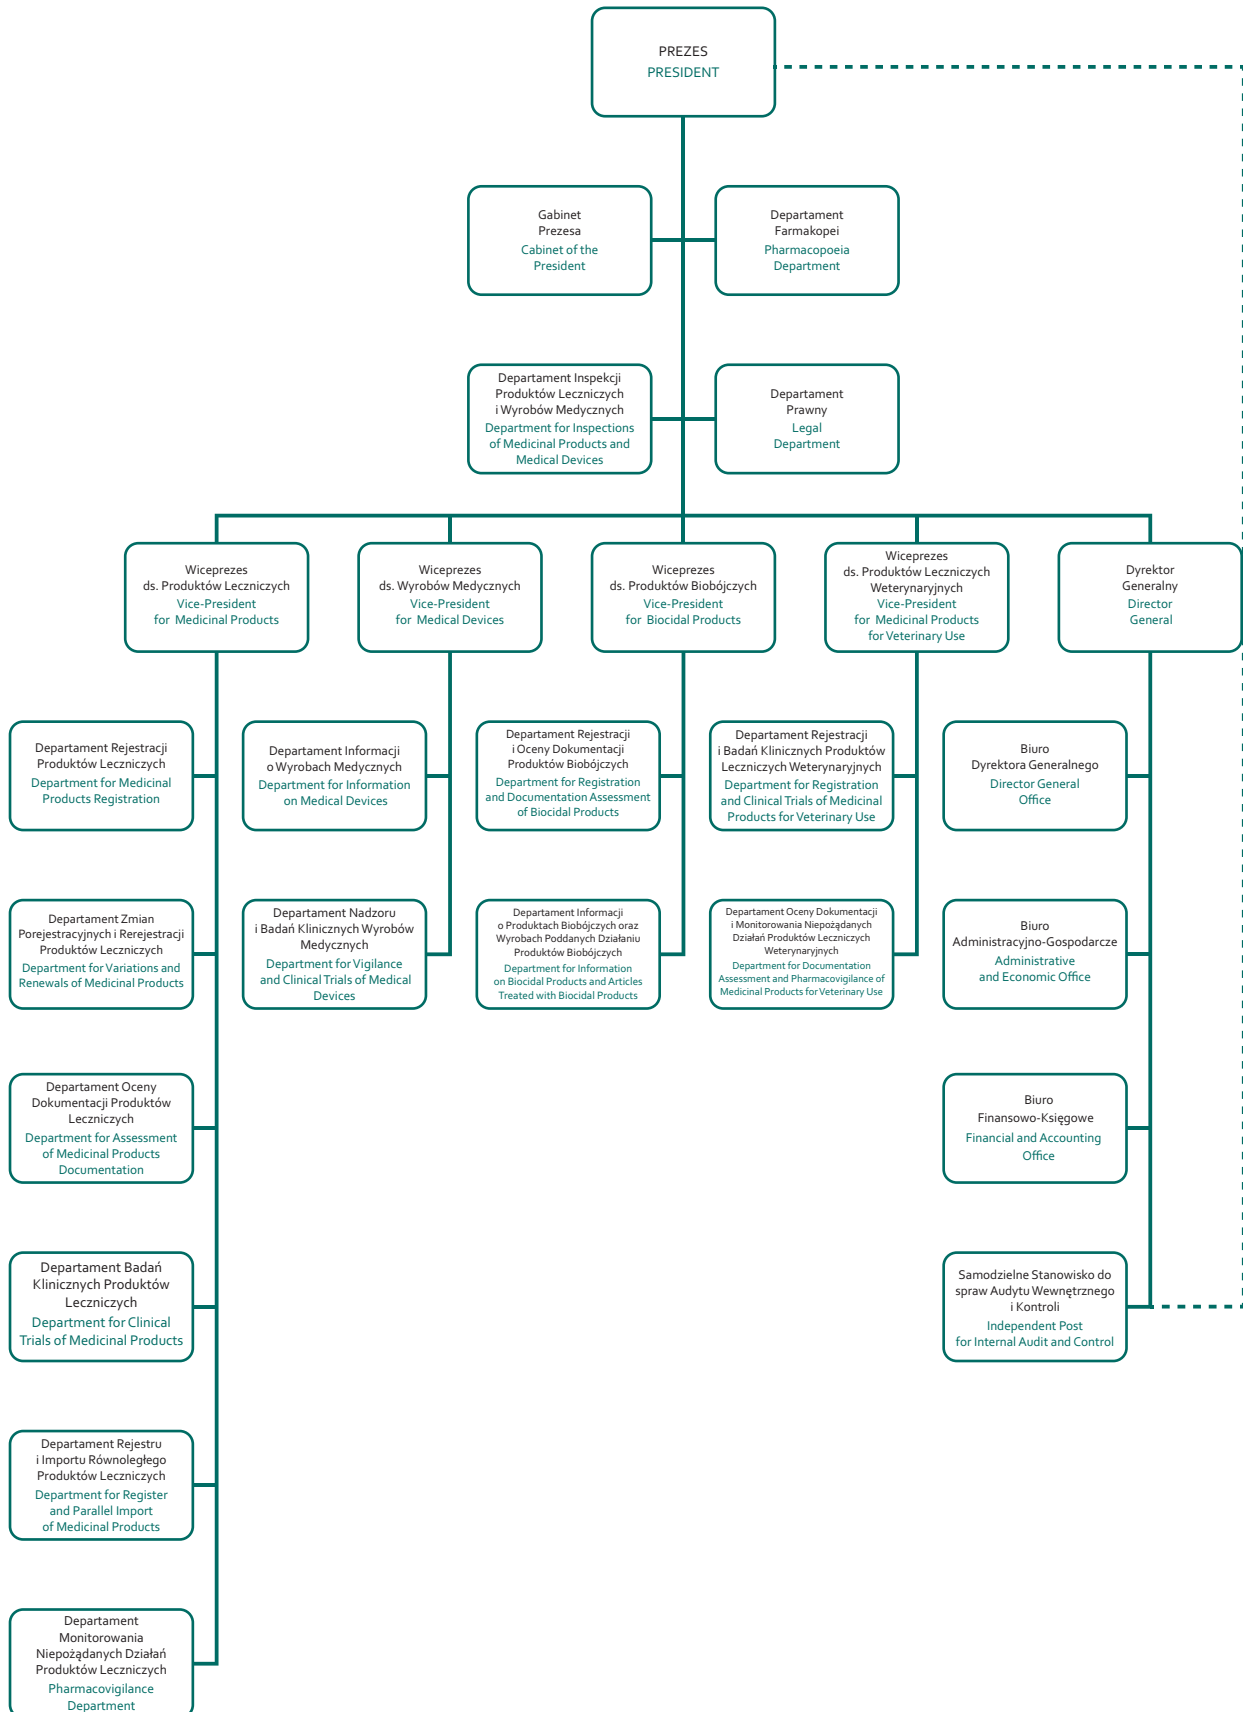 PREZES
PRESIDENT
Gabinet
Prezesa
Cabinet of the
President
Departament
Farmakopei
Pharmacopoeia
Department
Departament Inspekcji
Produktów Leczniczych
i Wyrobów Medycznych
Department for Inspections
of Medicinal Products and
Medical Devices
Departament
Prawny
Legal
Department
Wiceprezes
ds. Produktów Leczniczych
Vice-President
for Medicinal Products
Wiceprezes
ds. Wyrobów Medycznych
Vice-President
for Medical Devices
Wiceprezes
ds. Produktów Biobójczych
Vice-President
for Biocidal Products
Wiceprezes
ds. Produktów Leczniczych
Weterynaryjnych
Vice-President
for Medicinal Products
for Veterinary Use
Dyrektor
Generalny
Director
General
Departament Rejestracji
Produktów Leczniczych
Department for Medicinal
Products Registration
Departament Informacji
o Wyrobach Medycznych
Department for Information
on Medical Devices
Departament Rejestracji
i Oceny Dokumentacji
Produktów Biobójczych
Department for Registration
and Documentation Assessment
of Biocidal Products
Departament Rejestracji
i Badań Klinicznych Produktów
Leczniczych Weterynaryjnych
Department for Registration
and Clinical Trials of Medicinal
Products for Veterinary Use
Biuro
Dyrektora Generalnego
Director General
Office
Departament Zmian
Porejestracyjnych i Rerejestracji
Produktów Leczniczych
Department for Variations and
Renewals of Medicinal Products
Departament Nadzoru
i Badań Klinicznych Wyrobów
Medycznych
Department for Vigilance
and Clinical Trials of Medical
Devices
Departament Informacji
o Produktach Biobójczych oraz
Wyrobach Poddanych Działaniu
Produktów Biobójczych
Department for Information
on Biocidal Products and Articles
Treated with Biocidal Products
Departament Oceny Dokumentacji
i Monitorowania Niepożądanych
Działań Produktów Leczniczych
Weterynaryjnych
Department for Documentation
Assessment and Pharmacovigilance of
Medicinal Products for Veterinary Use
Biuro
Administracyjno-Gospodarcze
Administrative
and Economic Office
Departament Oceny
Dokumentacji Produktów
Leczniczych
Department for Assessment
of Medicinal Products
Documentation
Biuro
Finansowo-Księgowe
Financial and Accounting
Office
Departament Badań
Klinicznych Produktów
Leczniczych
Department for Clinical
Trials of Medicinal Products
Samodzielne Stanowisko do
spraw Audytu Wewnętrznego
i Kontroli
Independent Post
for Internal Audit and Control
Departament Rejestru
i Importu Równoległego
Produktów Leczniczych
Department for Register
and Parallel Import
of Medicinal Products
Departament
Monitorowania
Niepożądanych Działań
Produktów Leczniczych
Pharmacovigilance
Department